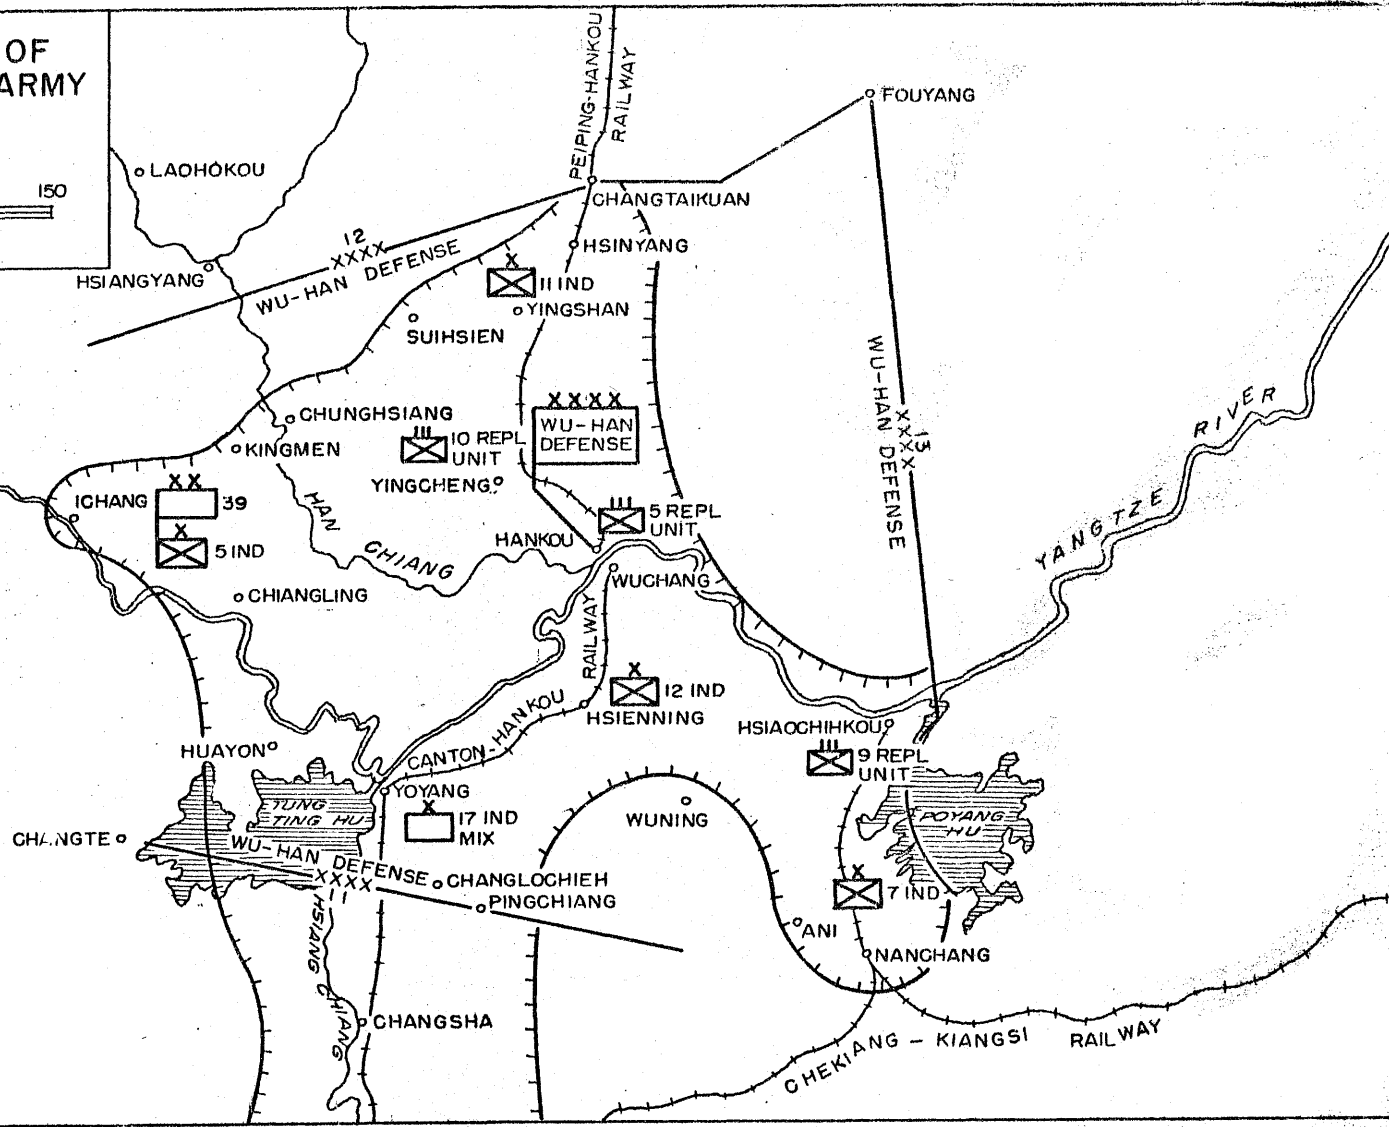 OF
ARMY
150
PEIPING-HANKOU
RAILWAY
FOUYANG
LAOHOKOU
CHANGTAIKUAN
12
XXXX
WU-HAN DEFENSE
HSINYANG
HSIANGYANG
X
11 IND
YINGSHAN
SUIHSIEN
WU-HAN DEFENSE
XXXX
13
RIVER
YANGTZE
CHUNGHSIANG
XXXX
WU-HAN
DEFENSE
KINGMEN
III
10 REPL
UNIT
YINGCHENG
ICHANG
XX
39
X
5 IND
HAN
CHIANG
HANKOU
III
5 REPL
UNIT
WUCHANG
CHIANGLING
RAILWAY
CANTON-HANKOU
X
12 IND
HSIENNING
HSIAOCHIHKOU
III
9 REPL
UNIT
HUAYON
YOYANG
TUNG
TING HU
X
17 IND
MIX
WUNING
POYANG
HU
CHANGTE
WU-HAN DEFENSE
XXXX
CHANGLOCHIEH
PINGCHIANG
X
7 IND
ANI
NANCHANG
HSIANG CHIANG
CHANGSHA
CHEKIANG - KIANGSI RAILWAY